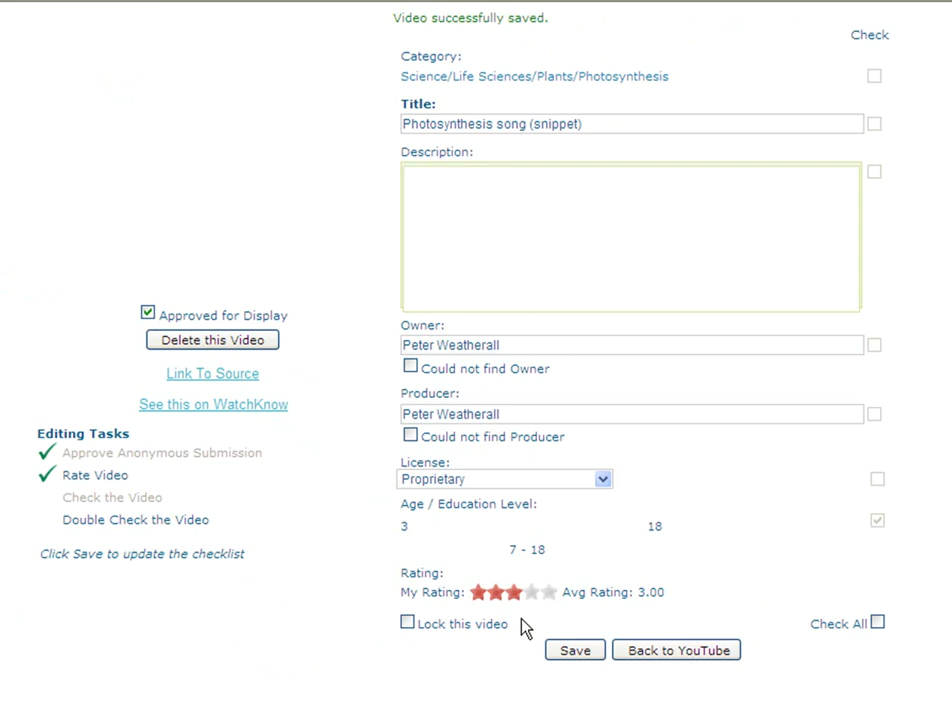 Video successfully saved.
Check
Category:
Science/Life Sciences/Plants/Photosynthesis
Title:
Photosynthesis song (snippet)
Description:
Approved for Display
Delete this Video
Link To Source
See this on WatchKnow
Editing Tasks
Approve Anonymous Submission
Rate Video
Check the Video
Double Check the Video
Click Save to update the checklist
Owner:
Peter Weatherall
Could not find Owner
Producer:
Peter Weatherall
Could not find Producer
License:
Proprietary
Age / Education Level:
3 18
7 - 18
Rating:
My Rating: Avg Rating: 3.00
Lock this video Check All
Save Back to YouTube